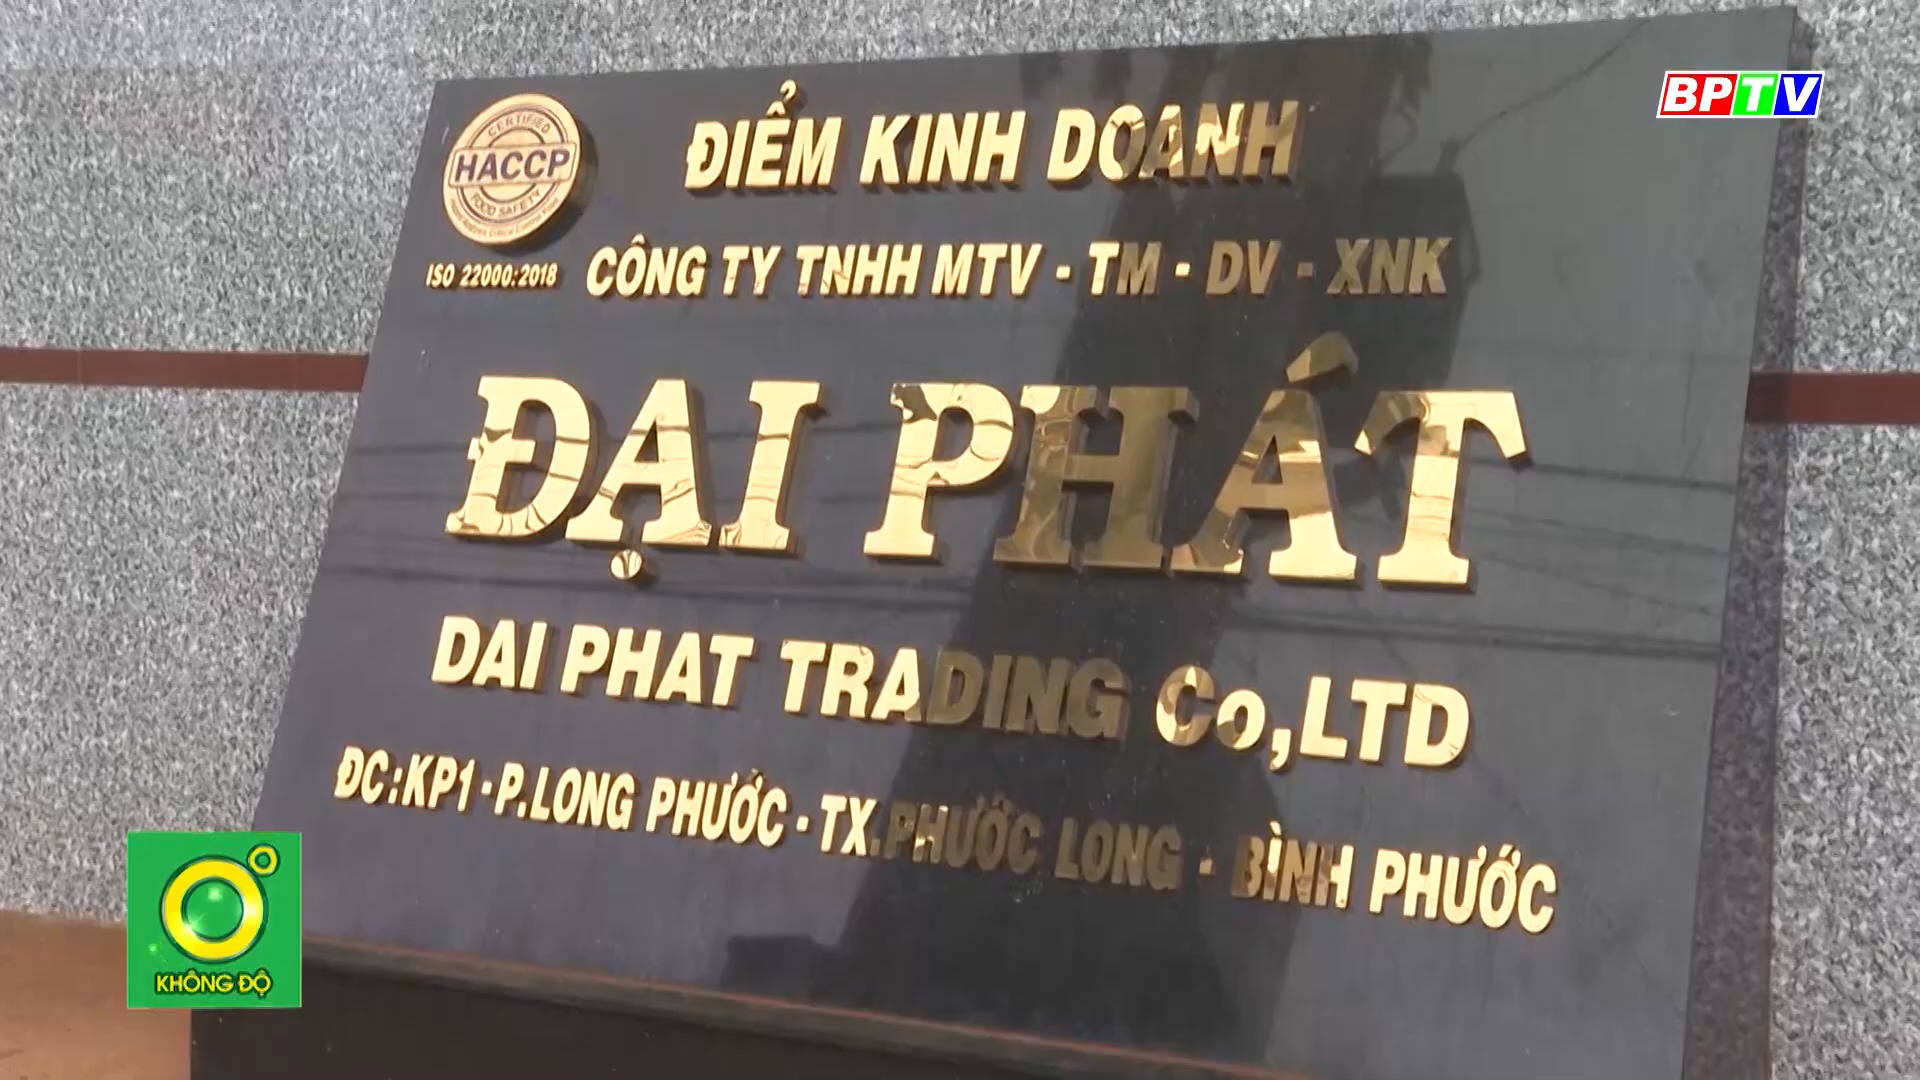 BPTV
CERTIFIED
HACCP
FOOD SAFETY
ISO 22000:2018
ĐIỂM KINH DOANH
CÔNG TY TNHH MTV - TM - DV - XNK
ĐẠI PHÁT
DAI PHAT TRADING Co,LTD
ĐC:KP1 - P.LONG PHƯỚC - TX.PHƯỚC LONG - BÌNH PHƯỚC
KHÔNG ĐỘ